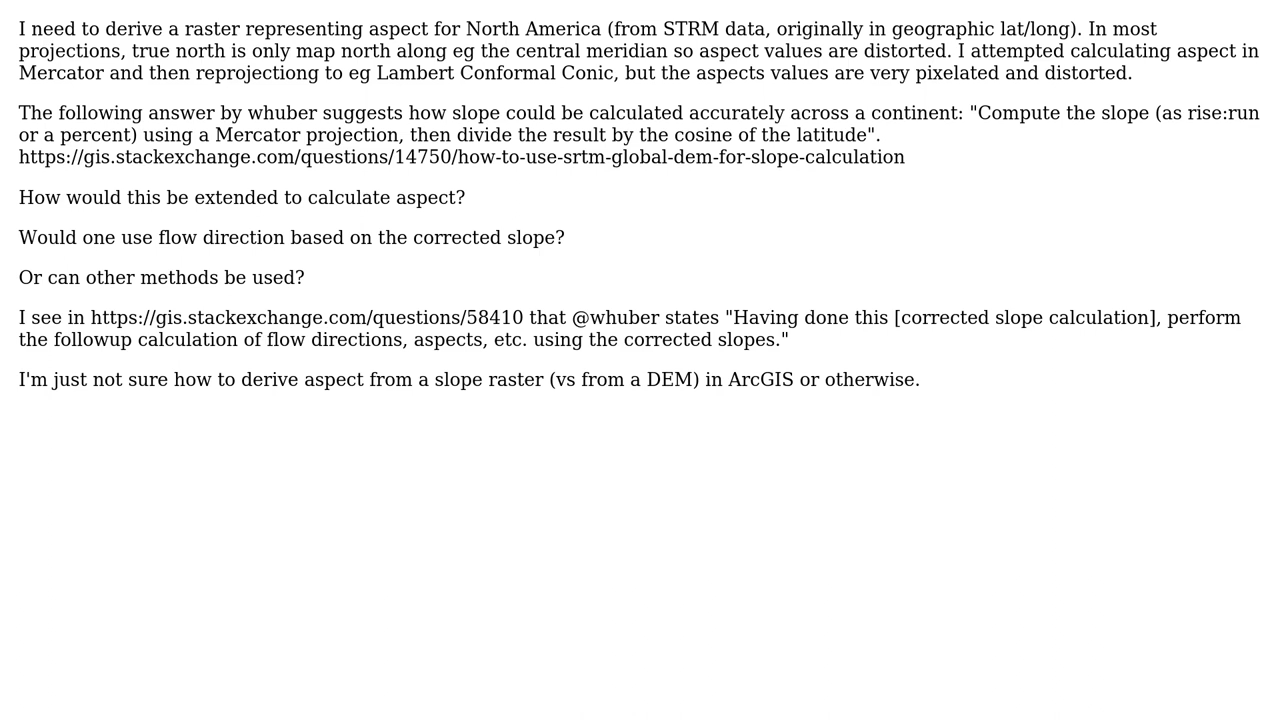 I need to derive a raster representing aspect for North America (from STRM data, originally in geographic lat/long). In most
projections, true north is only map north along eg the central meridian so aspect values are distorted. I attempted calculating aspect in
Mercator and then reprojectiong to eg Lambert Conformal Conic, but the aspects values are very pixelated and distorted.
The following answer by whuber suggests how slope could be calculated accurately across a continent: "Compute the slope (as rise:run
or a percent) using a Mercator projection, then divide the result by the cosine of the latitude".
https://gis.stackexchange.com/questions/14750/how-to-use-srtm-global-dem-for-slope-calculation
How would this be extended to calculate aspect?
Would one use flow direction based on the corrected slope?
Or can other methods be used?
I see in https://gis.stackexchange.com/questions/58410 that @whuber states "Having done this [corrected slope calculation], perform
the followup calculation of flow directions, aspects, etc. using the corrected slopes."
I'm just not sure how to derive aspect from a slope raster (vs from a DEM) in ArcGIS or otherwise.